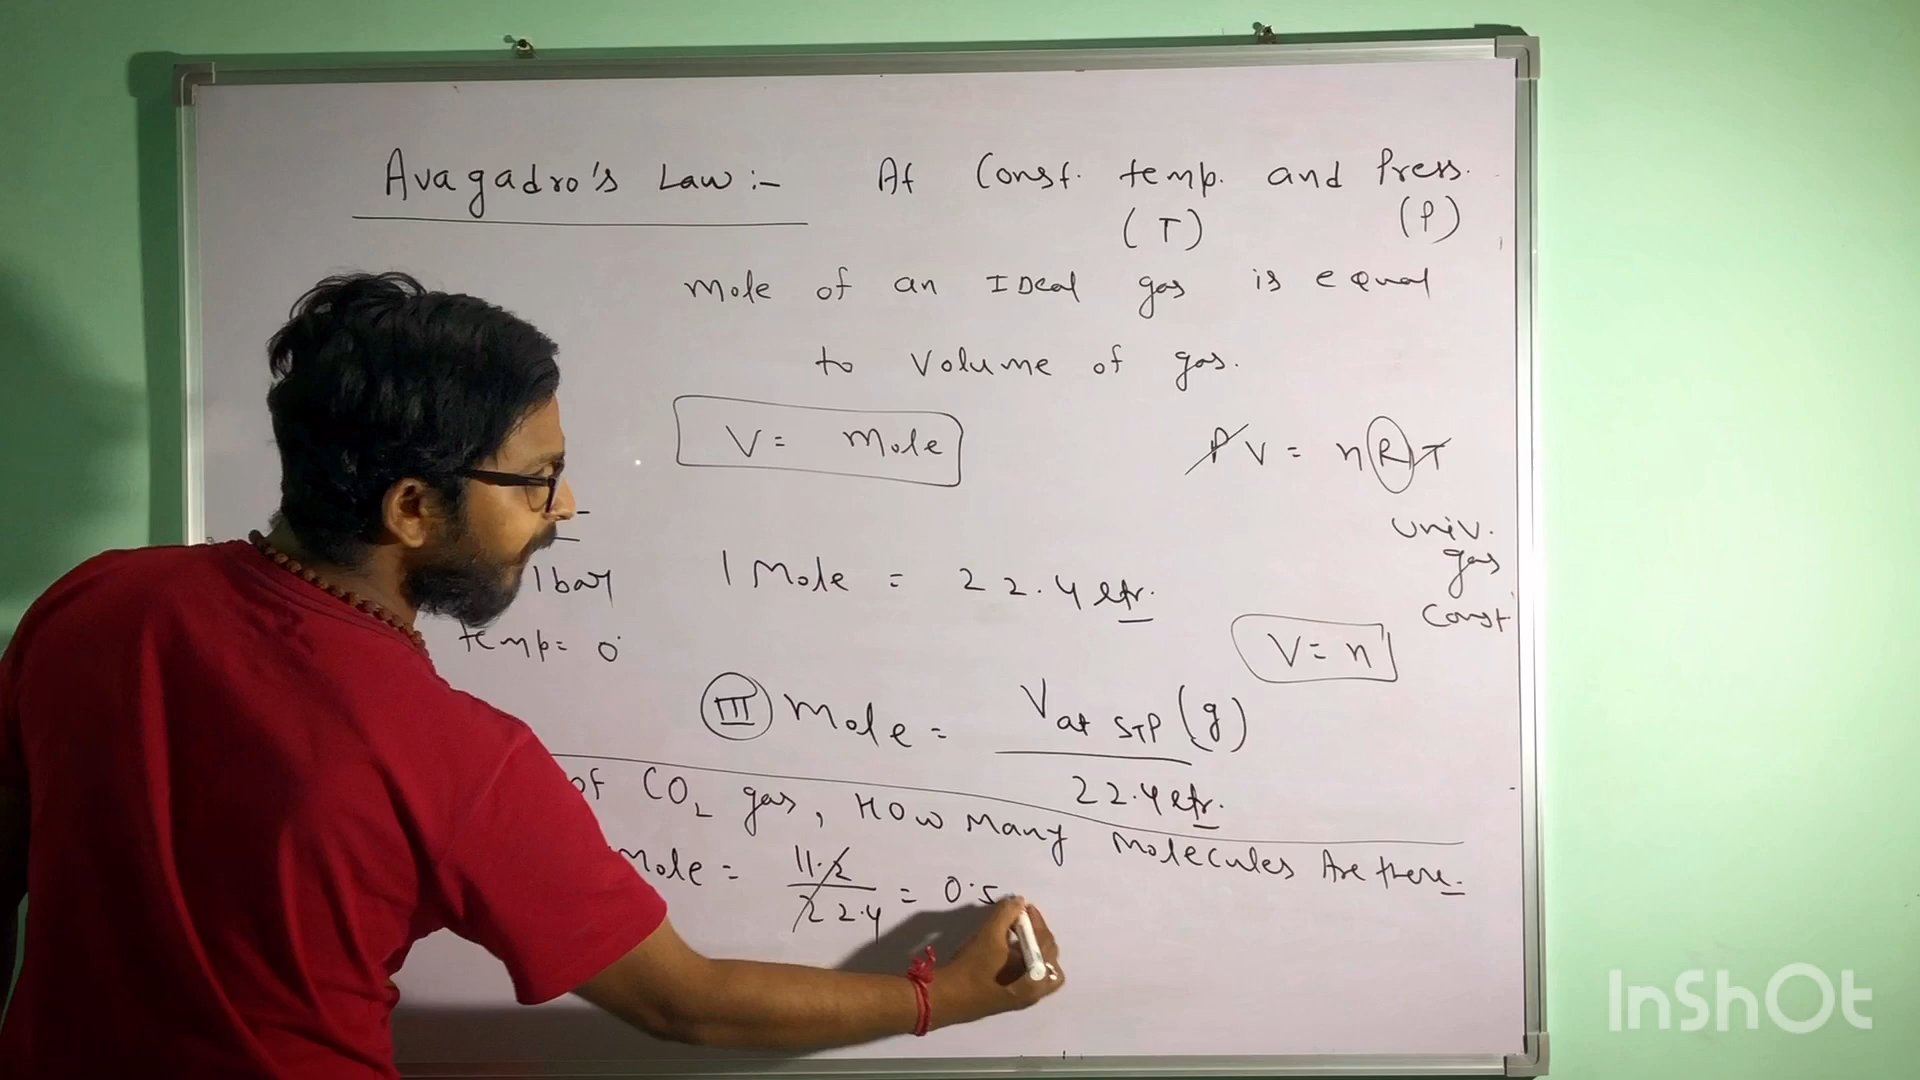 Avagadro's Law :- At Const. temp. and Press.
(T) (P)
Mole of an IDeal gas is equal
to Volume of gas.
V = Mole
PV = nRT
Univ.
gas
Const
1 bar
temp = 0°
1 Mole = 22.4 ltr.
V = n
III Mole = V at STP (g)
22.4 ltr.
of CO2 gas, How Many Molecules Are there.
Mole = 11.2 / 22.4 = 0.5
InShOt